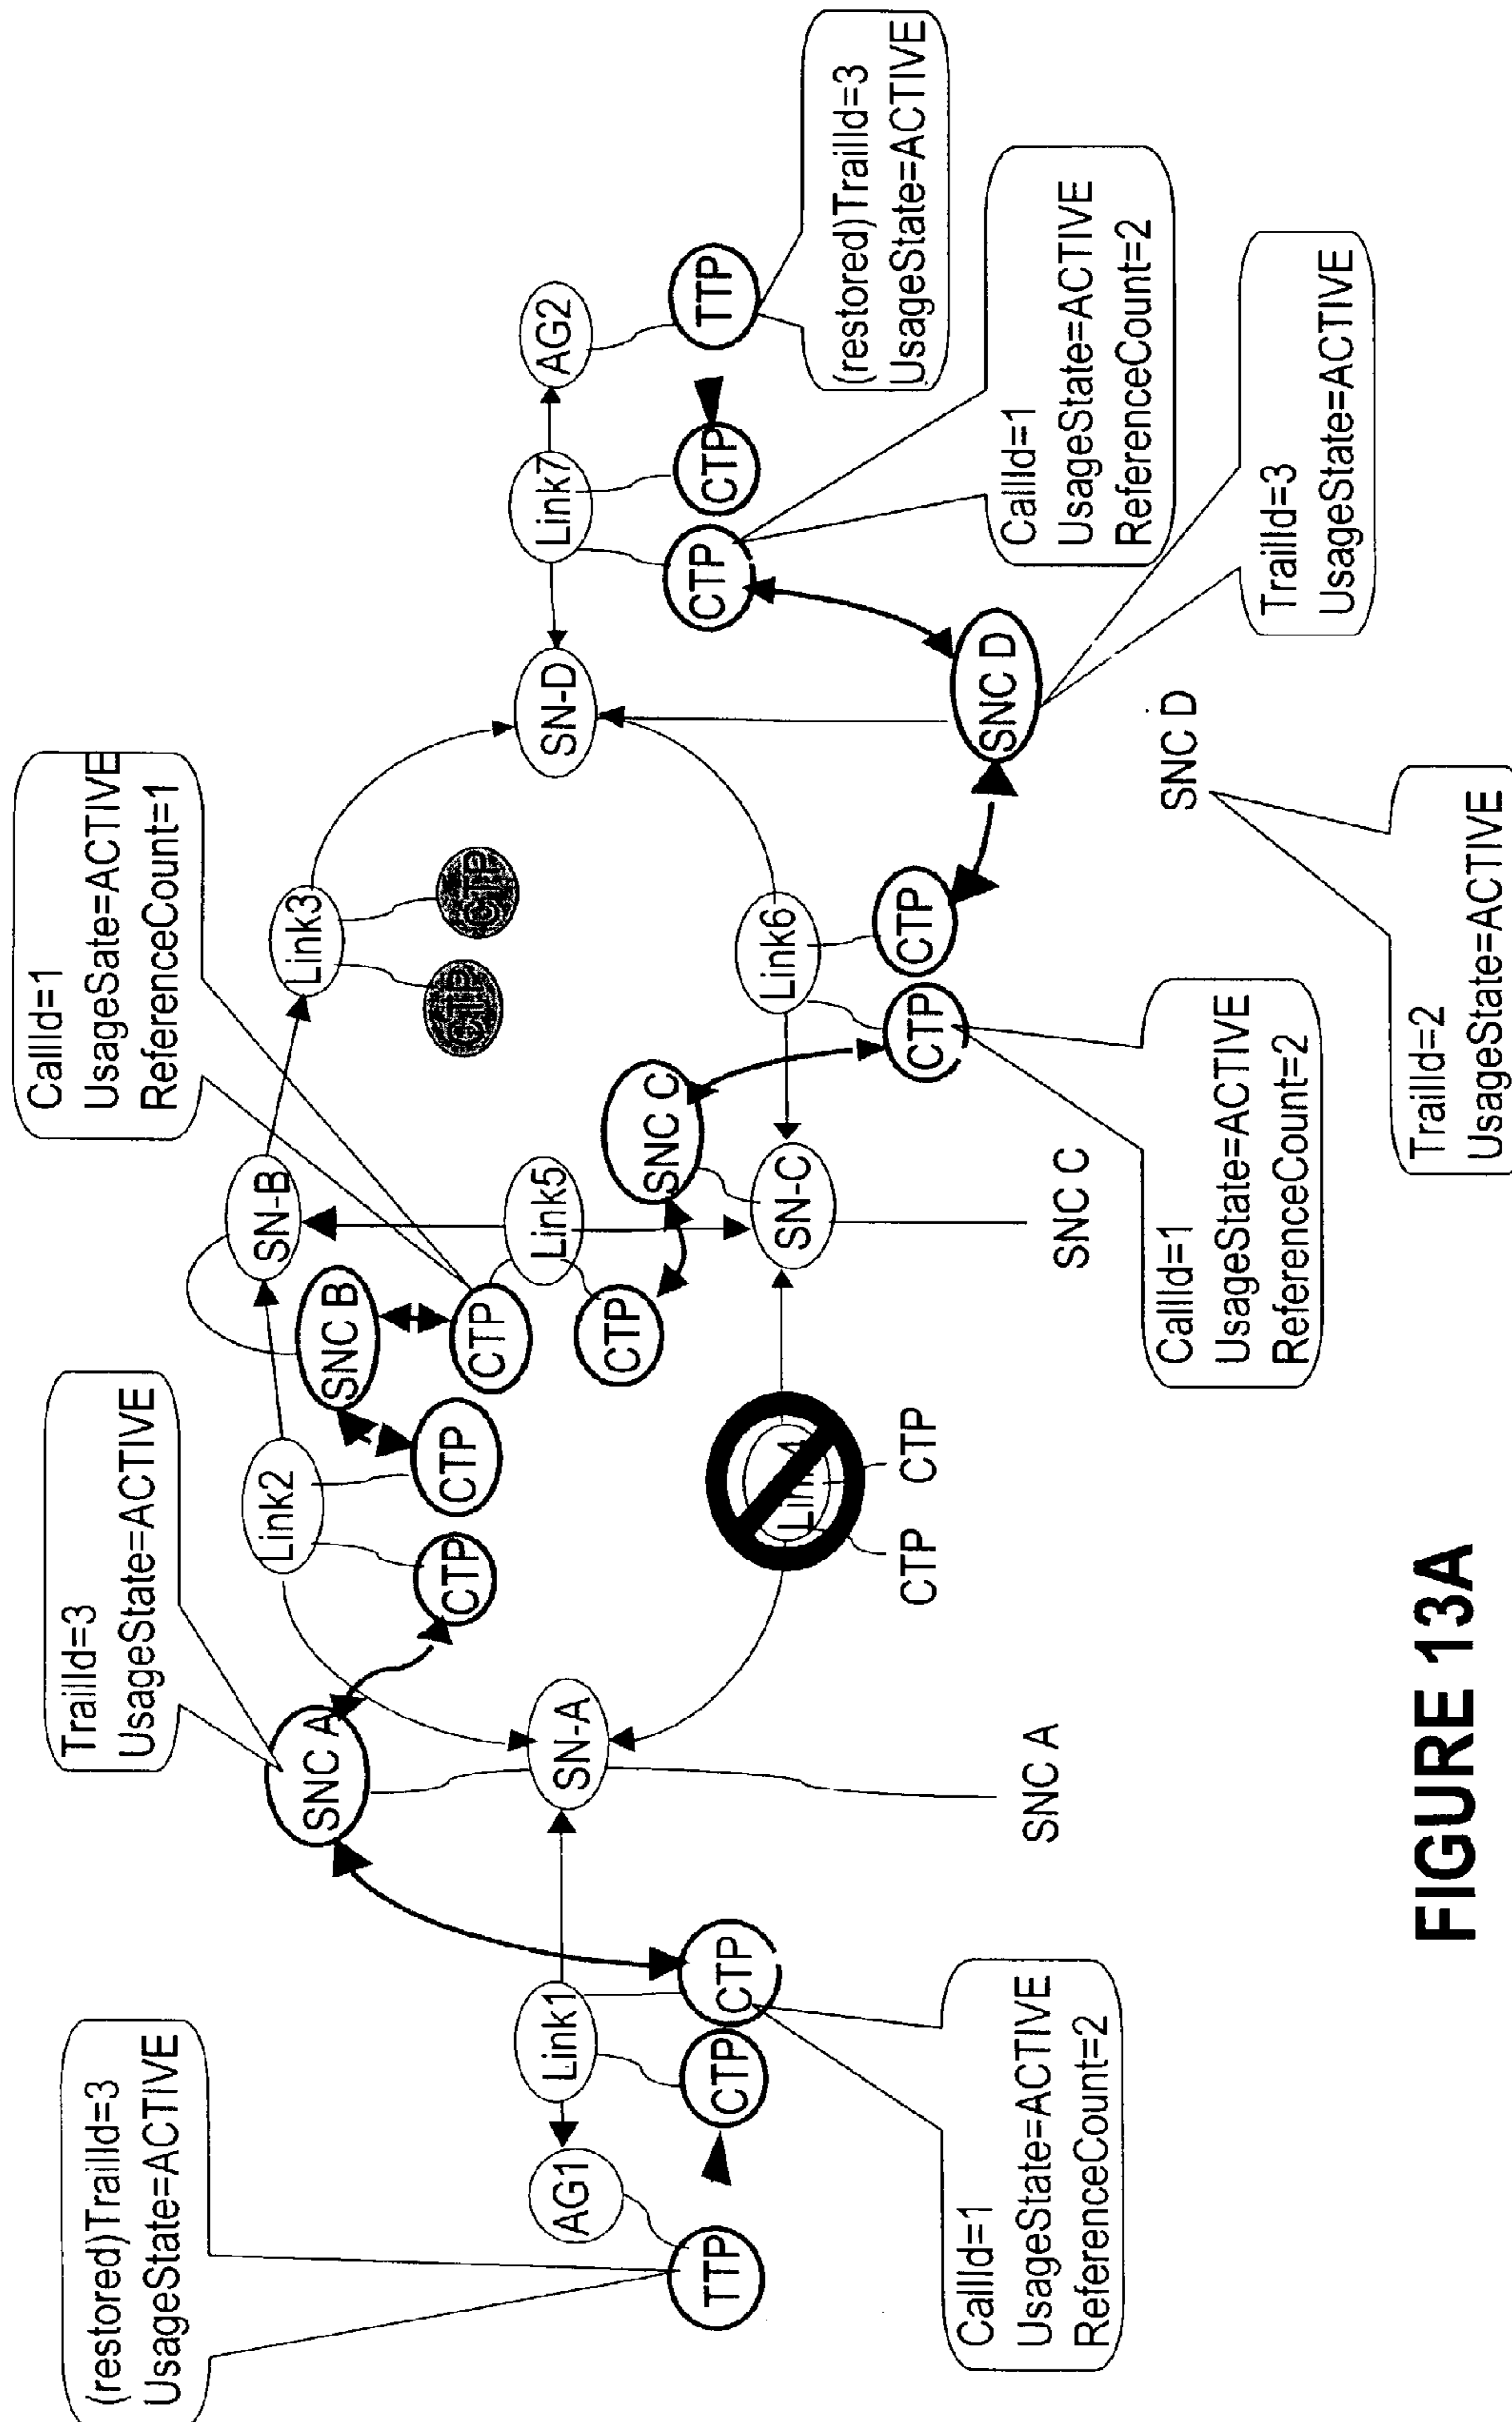 (restored)TrailId=3
UsageState=ACTIVE
TrailId=3
UsageState=ACTIVE
CallId=1
UsageSate=ACTIVE
ReferenceCount=1
SNC A
Link2
SNC B
SN-B
Link3
CTP
CTP
CTP
CTP
CTP
CTP
AG1
Link1
SN-A
Link5
SN-D
Link7
AG2
TTP
CTP
CTP
CTP
SNC C
CTP
CTP
TTP
(restored)TrailId=3
UsageState=ACTIVE
Link4
SN-C
Link6
CTP
CTP
CTP
CTP
SNC D
CallId=1
UsageState=ACTIVE
ReferenceCount=2
CallId=1
UsageState=ACTIVE
ReferenceCount=2
SNC A
SNC C
SNC D
CallId=1
UsageState=ACTIVE
ReferenceCount=2
TrailId=3
UsageState=ACTIVE
TrailId=2
UsageState=ACTIVE
FIGURE 13A